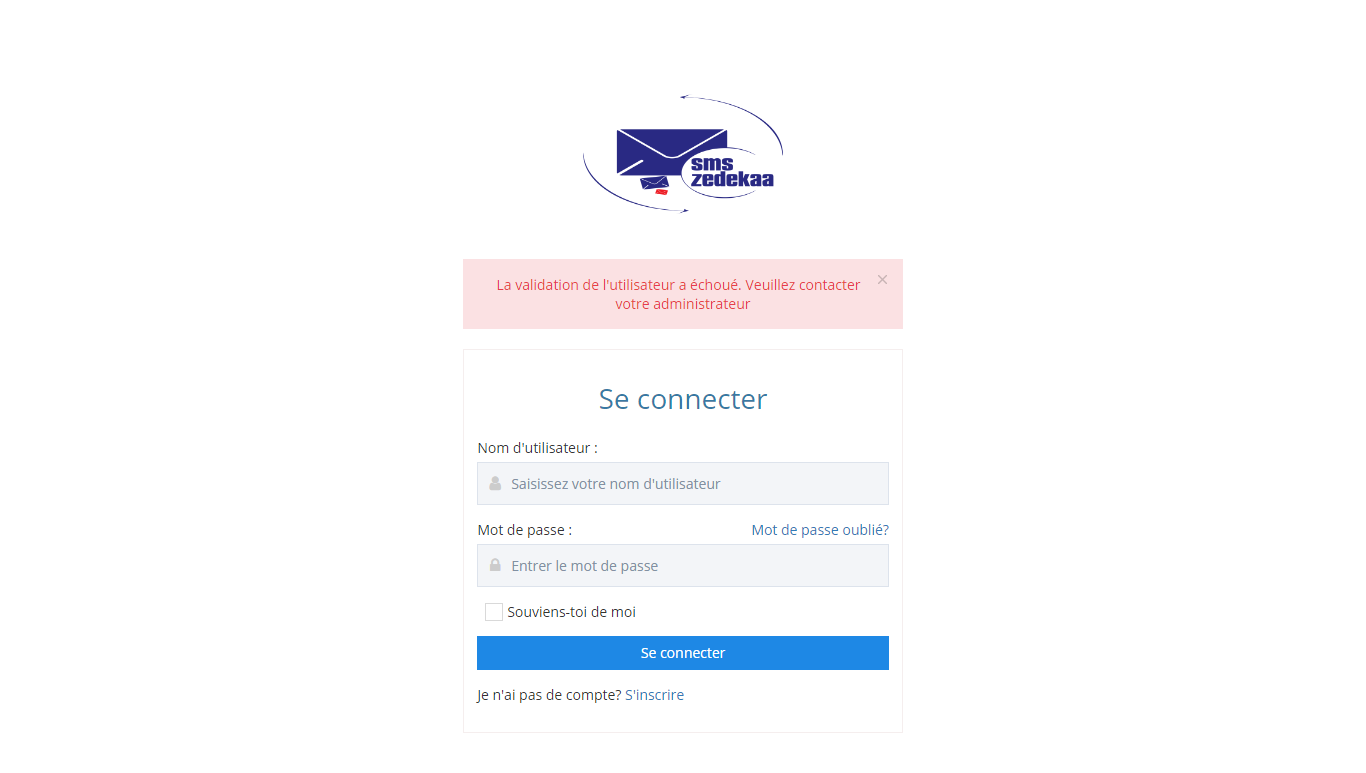 sms
zedekaa
La validation de l'utilisateur a échoué. Veuillez contacter
votre administrateur
×
Se connecter
Nom d'utilisateur :
Saisissez votre nom d'utilisateur
Mot de passe : Mot de passe oublié?
Entrer le mot de passe
Souviens-toi de moi
Se connecter
Je n'ai pas de compte? S'inscrire